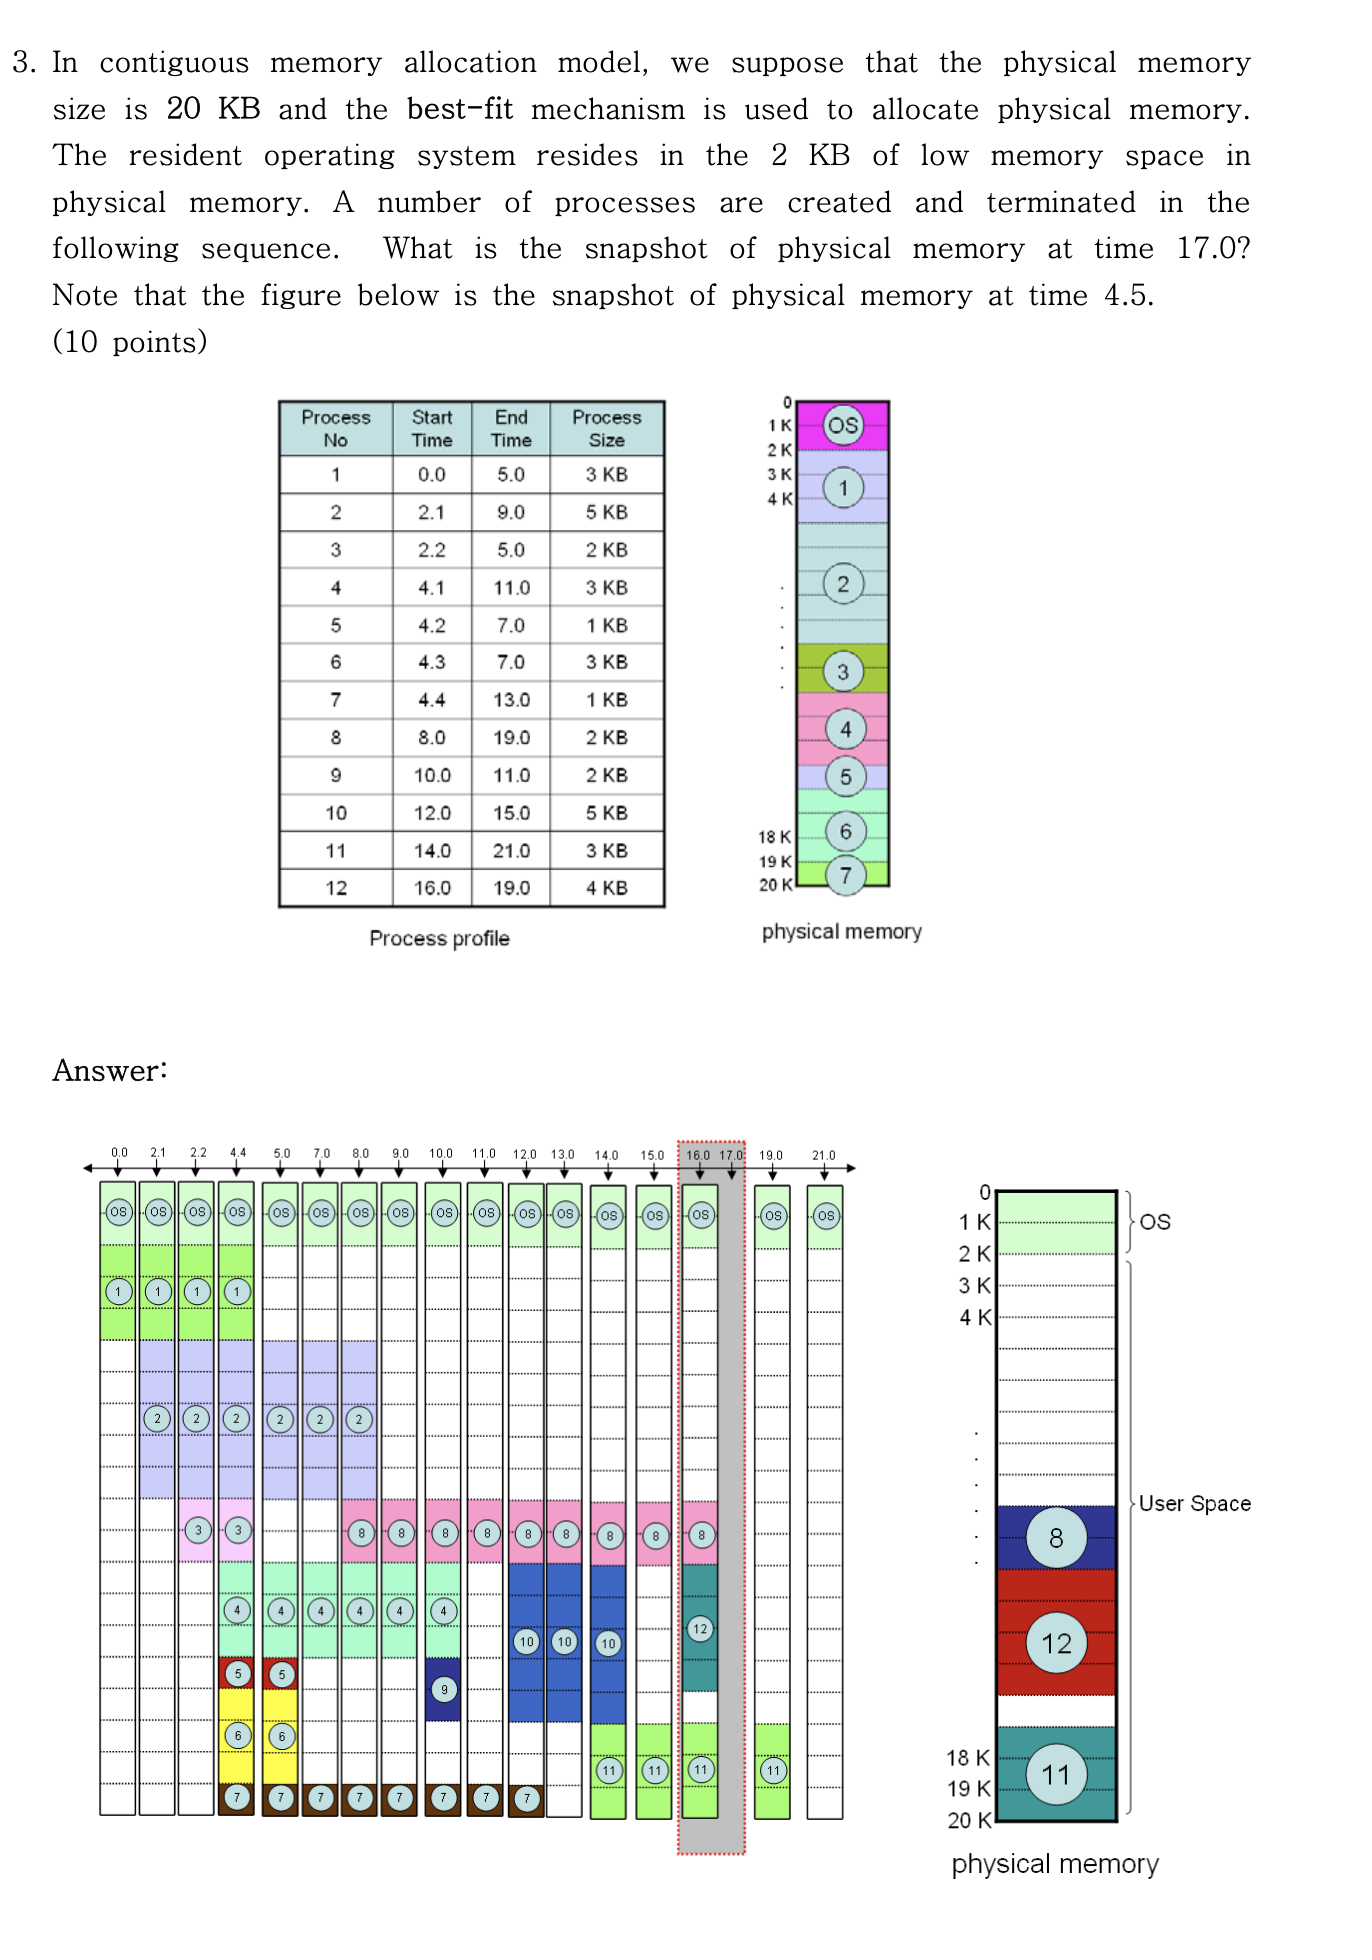 3. In contiguous memory allocation model, we suppose that the physical memory
size is 20 KB and the best-fit mechanism is used to allocate physical memory.
The resident operating system resides in the 2 KB of low memory space in
physical memory. A number of processes are created and terminated in the
following sequence. What is the snapshot of physical memory at time 17.0?
Note that the figure below is the snapshot of physical memory at time 4.5.
(10 points)
Process No Start Time End Time Process Size
1 0.0 5.0 3 KB
2 2.1 9.0 5 KB
3 2.2 5.0 2 KB
4 4.1 11.0 3 KB
5 4.2 7.0 1 KB
6 4.3 7.0 3 KB
7 4.4 13.0 1 KB
8 8.0 19.0 2 KB
9 10.0 11.0 2 KB
10 12.0 15.0 5 KB
11 14.0 21.0 3 KB
12 16.0 19.0 4 KB
Process profile
0
1 K OS
2 K
3 K 1
4 K
2
3
4
5
18 K 6
19 K
20 K 7
physical memory
Answer:
0.0 2.1 2.2 4.4 5.0 7.0 8.0 9.0 10.0 11.0 12.0 13.0 14.0 15.0 16.0 17.0 19.0 21.0
OS OS OS OS OS OS OS OS OS OS OS OS OS OS OS OS OS
1 1 1 1
2 2 2 2 2 2
3 3 8 8 8 8 8 8 8 8 8
4 4 4 4 4 4 10 10 10 12
5 5 9
6 6 11 11 11 11
7 7 7 7 7 7 7 7
0
1 K OS
2 K
3 K
4 K
User Space
8
12
18 K 11
19 K
20 K
physical memory